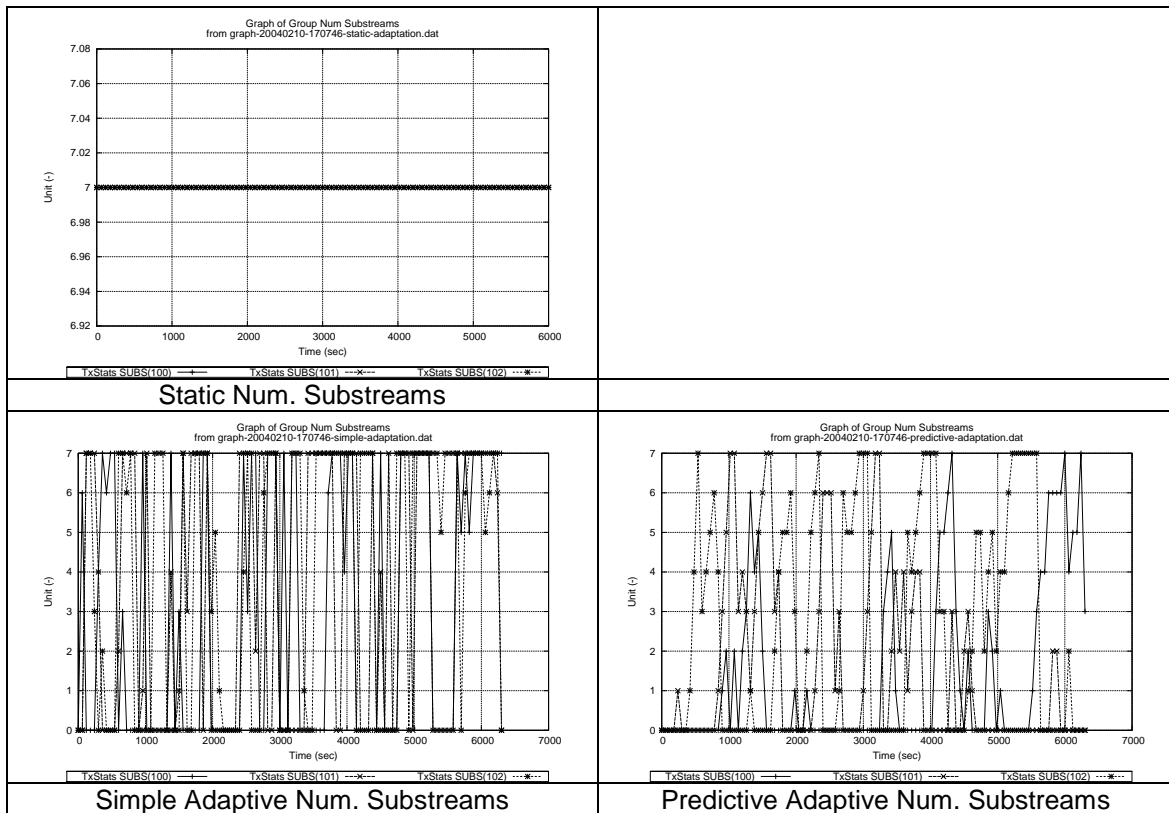 Graph of Group Num Substreams
from graph-20040210-170746-static-adaptation.dat
7.08
7.06
7.04
7.02
7
6.98
6.96
6.94
6.92
Unit (-)
0 1000 2000 3000 4000 5000 6000
Time (sec)
TxStats SUBS(100) TxStats SUBS(101) TxStats SUBS(102)
Static Num. Substreams
Graph of Group Num Substreams
from graph-20040210-170746-simple-adaptation.dat
7
6
5
4
3
2
1
0
Unit (-)
0 1000 2000 3000 4000 5000 6000 7000
Time (sec)
TxStats SUBS(100) TxStats SUBS(101) TxStats SUBS(102)
Simple Adaptive Num. Substreams
Graph of Group Num Substreams
from graph-20040210-170746-predictive-adaptation.dat
7
6
5
4
3
2
1
0
Unit (-)
0 1000 2000 3000 4000 5000 6000 7000
Time (sec)
TxStats SUBS(100) TxStats SUBS(101) TxStats SUBS(102)
Predictive Adaptive Num. Substreams